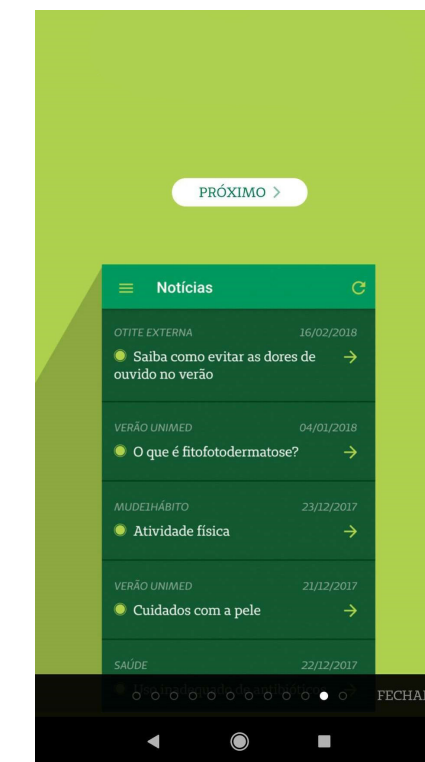 PRÓXIMO >
Notícias
OTITE EXTERNA 16/02/2018
Saiba como evitar as dores de
ouvido no verão
VERÃO UNIMED 04/01/2018
O que é fitofotodermatose?
MUDE1HÁBITO 23/12/2017
Atividade física
VERÃO UNIMED 21/12/2017
Cuidados com a pele
SAÚDE 22/12/2017
FECHAR